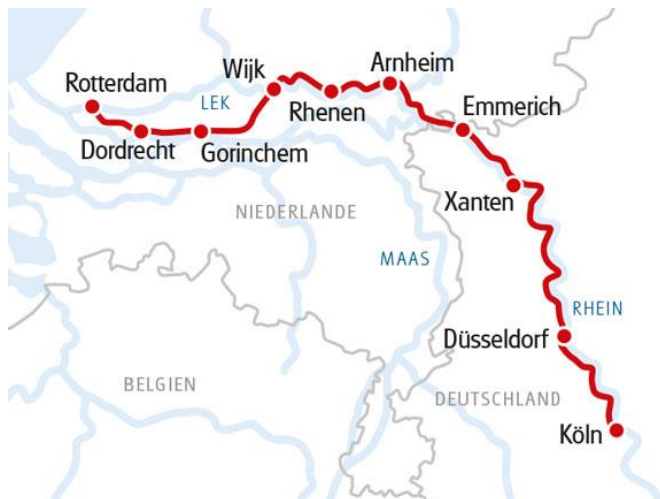 Rotterdam
LEK
Wijk
Arnheim
Rhenen
Emmerich
Dordrecht
Gorinchem
Xanten
NIEDERLANDE
MAAS
RHEIN
Düsseldorf
BELGIEN
DEUTSCHLAND
Köln